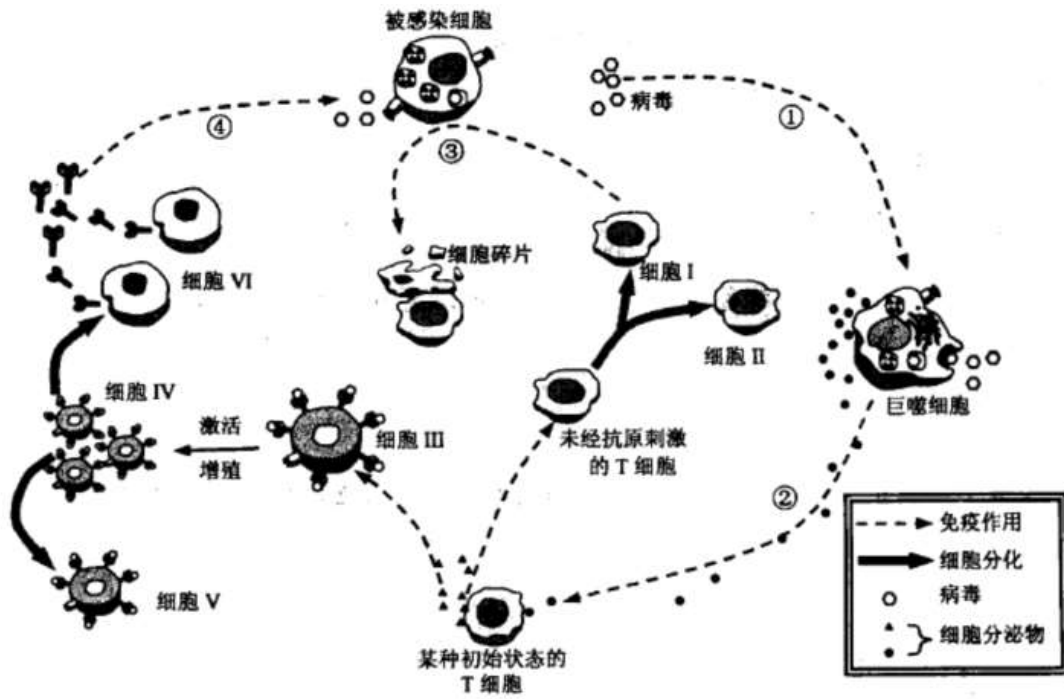 被感染细胞
病毒
①
④
③
细胞碎片
细胞 I
细胞 VI
细胞 II
巨噬细胞
细胞 IV
激活
增殖
细胞 III
未经抗原刺激
的 T 细胞
②
细胞 V
某种初始状态的
T 细胞
免疫作用
细胞分化
病毒
细胞分泌物